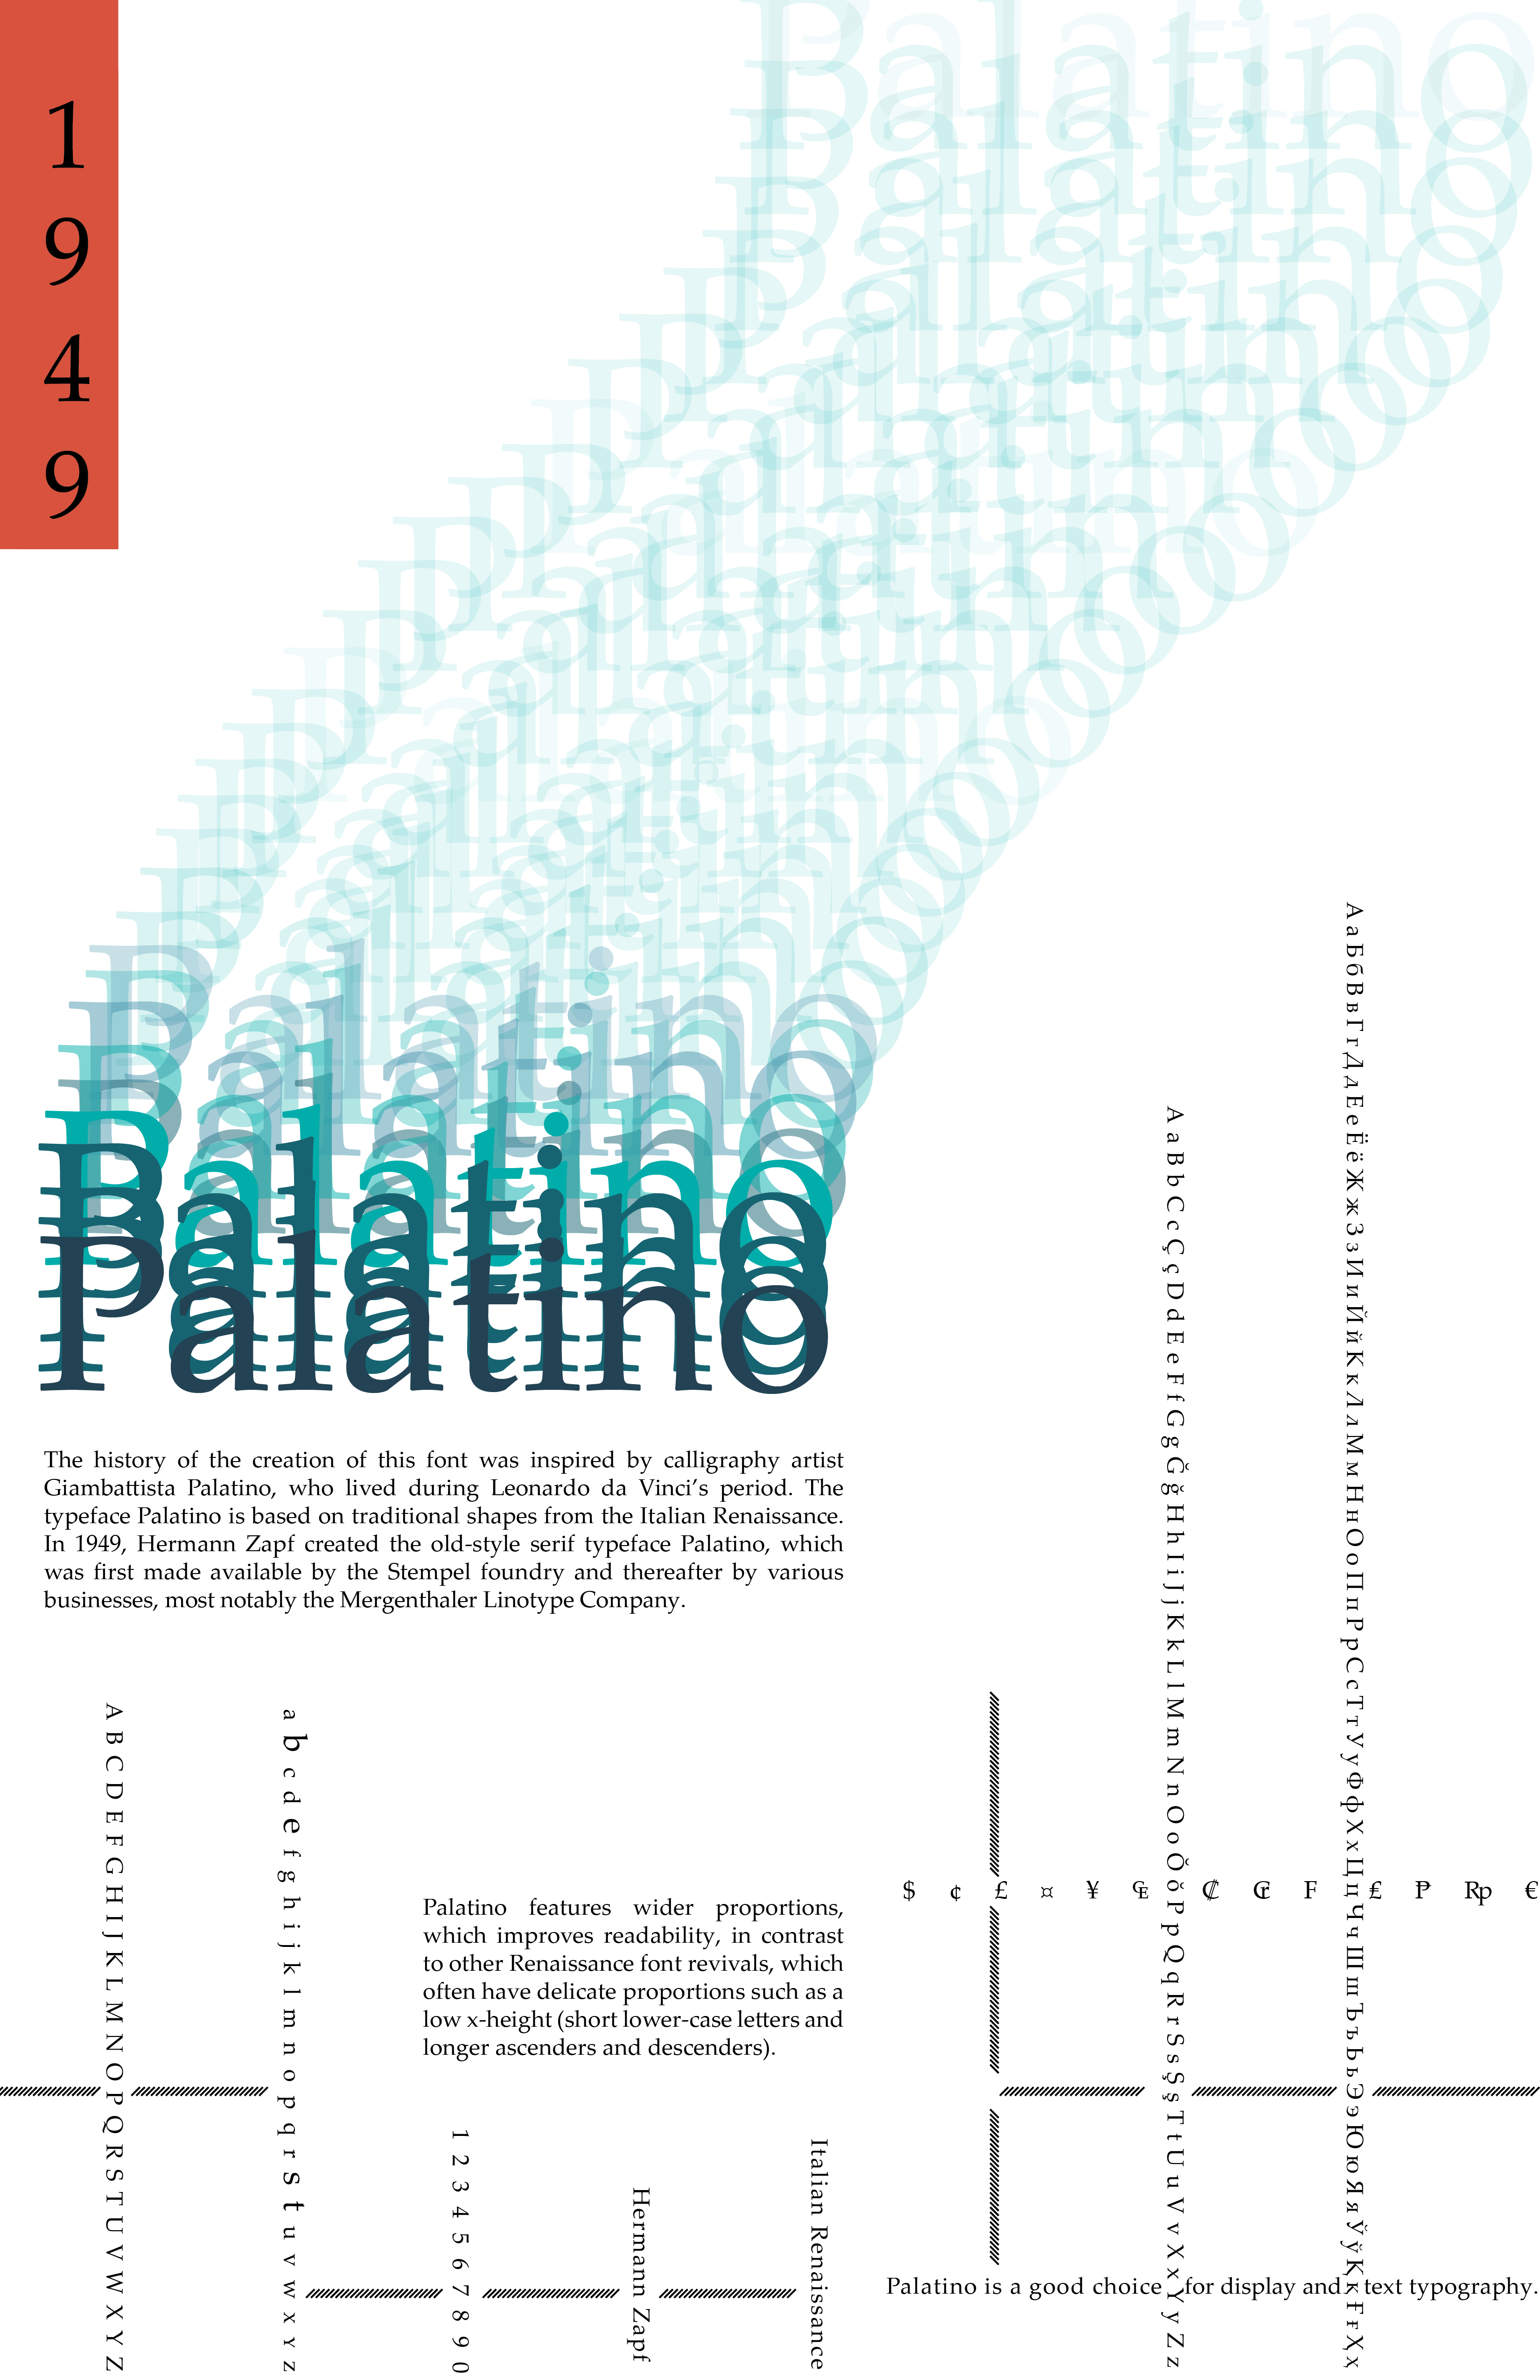 1
9
4
9
Palatino
The history of the creation of this font was inspired by calligraphy artist
Giambattista Palatino, who lived during Leonardo da Vinci's period. The
typeface Palatino is based on traditional shapes from the Italian Renaissance.
In 1949, Hermann Zapf created the old-style serif typeface Palatino, which
was first made available by the Stempel foundry and thereafter by various
businesses, most notably the Mergenthaler Linotype Company.
A B C D E F G H I J K L M N O P Q R S T U V W X Y Z
a b c d e f g h i j k l m n o p q r s t u v w x Y z
Palatino features wider proportions,
which improves readability, in contrast
to other Renaissance font revivals, which
often have delicate proportions such as a
low x-height (short lower-case letters and
longer ascenders and descenders).
1 2 3 4 5 6 7 8 9 0
Hermann Zapf
Italian Renaissance
$ ¢ £ ¤ ¥ ₠ ₡ ₢ ₣ ₤ ₱ Rp €
A a B b C c Ç ç D d E e F f G g Ğ ğ H h I i J j K k L l M m N n O o Ŏ ŏ P p Q q R r S s Ş ş T t U u V v X x Y y Z z
А а Б б В в Г г Д д Е е Ё ё Ж ж З з И и Й й К к Л л М м Н н О о П п Р р С с Т т У у Ф ф Х х Ц ц Ч ч Ш ш Ъ ъ Ь ь Э э Ю ю Я я Ў ў Қ қ Ғ ғ Ҳ ҳ
Palatino is a good choice for display and text typography.